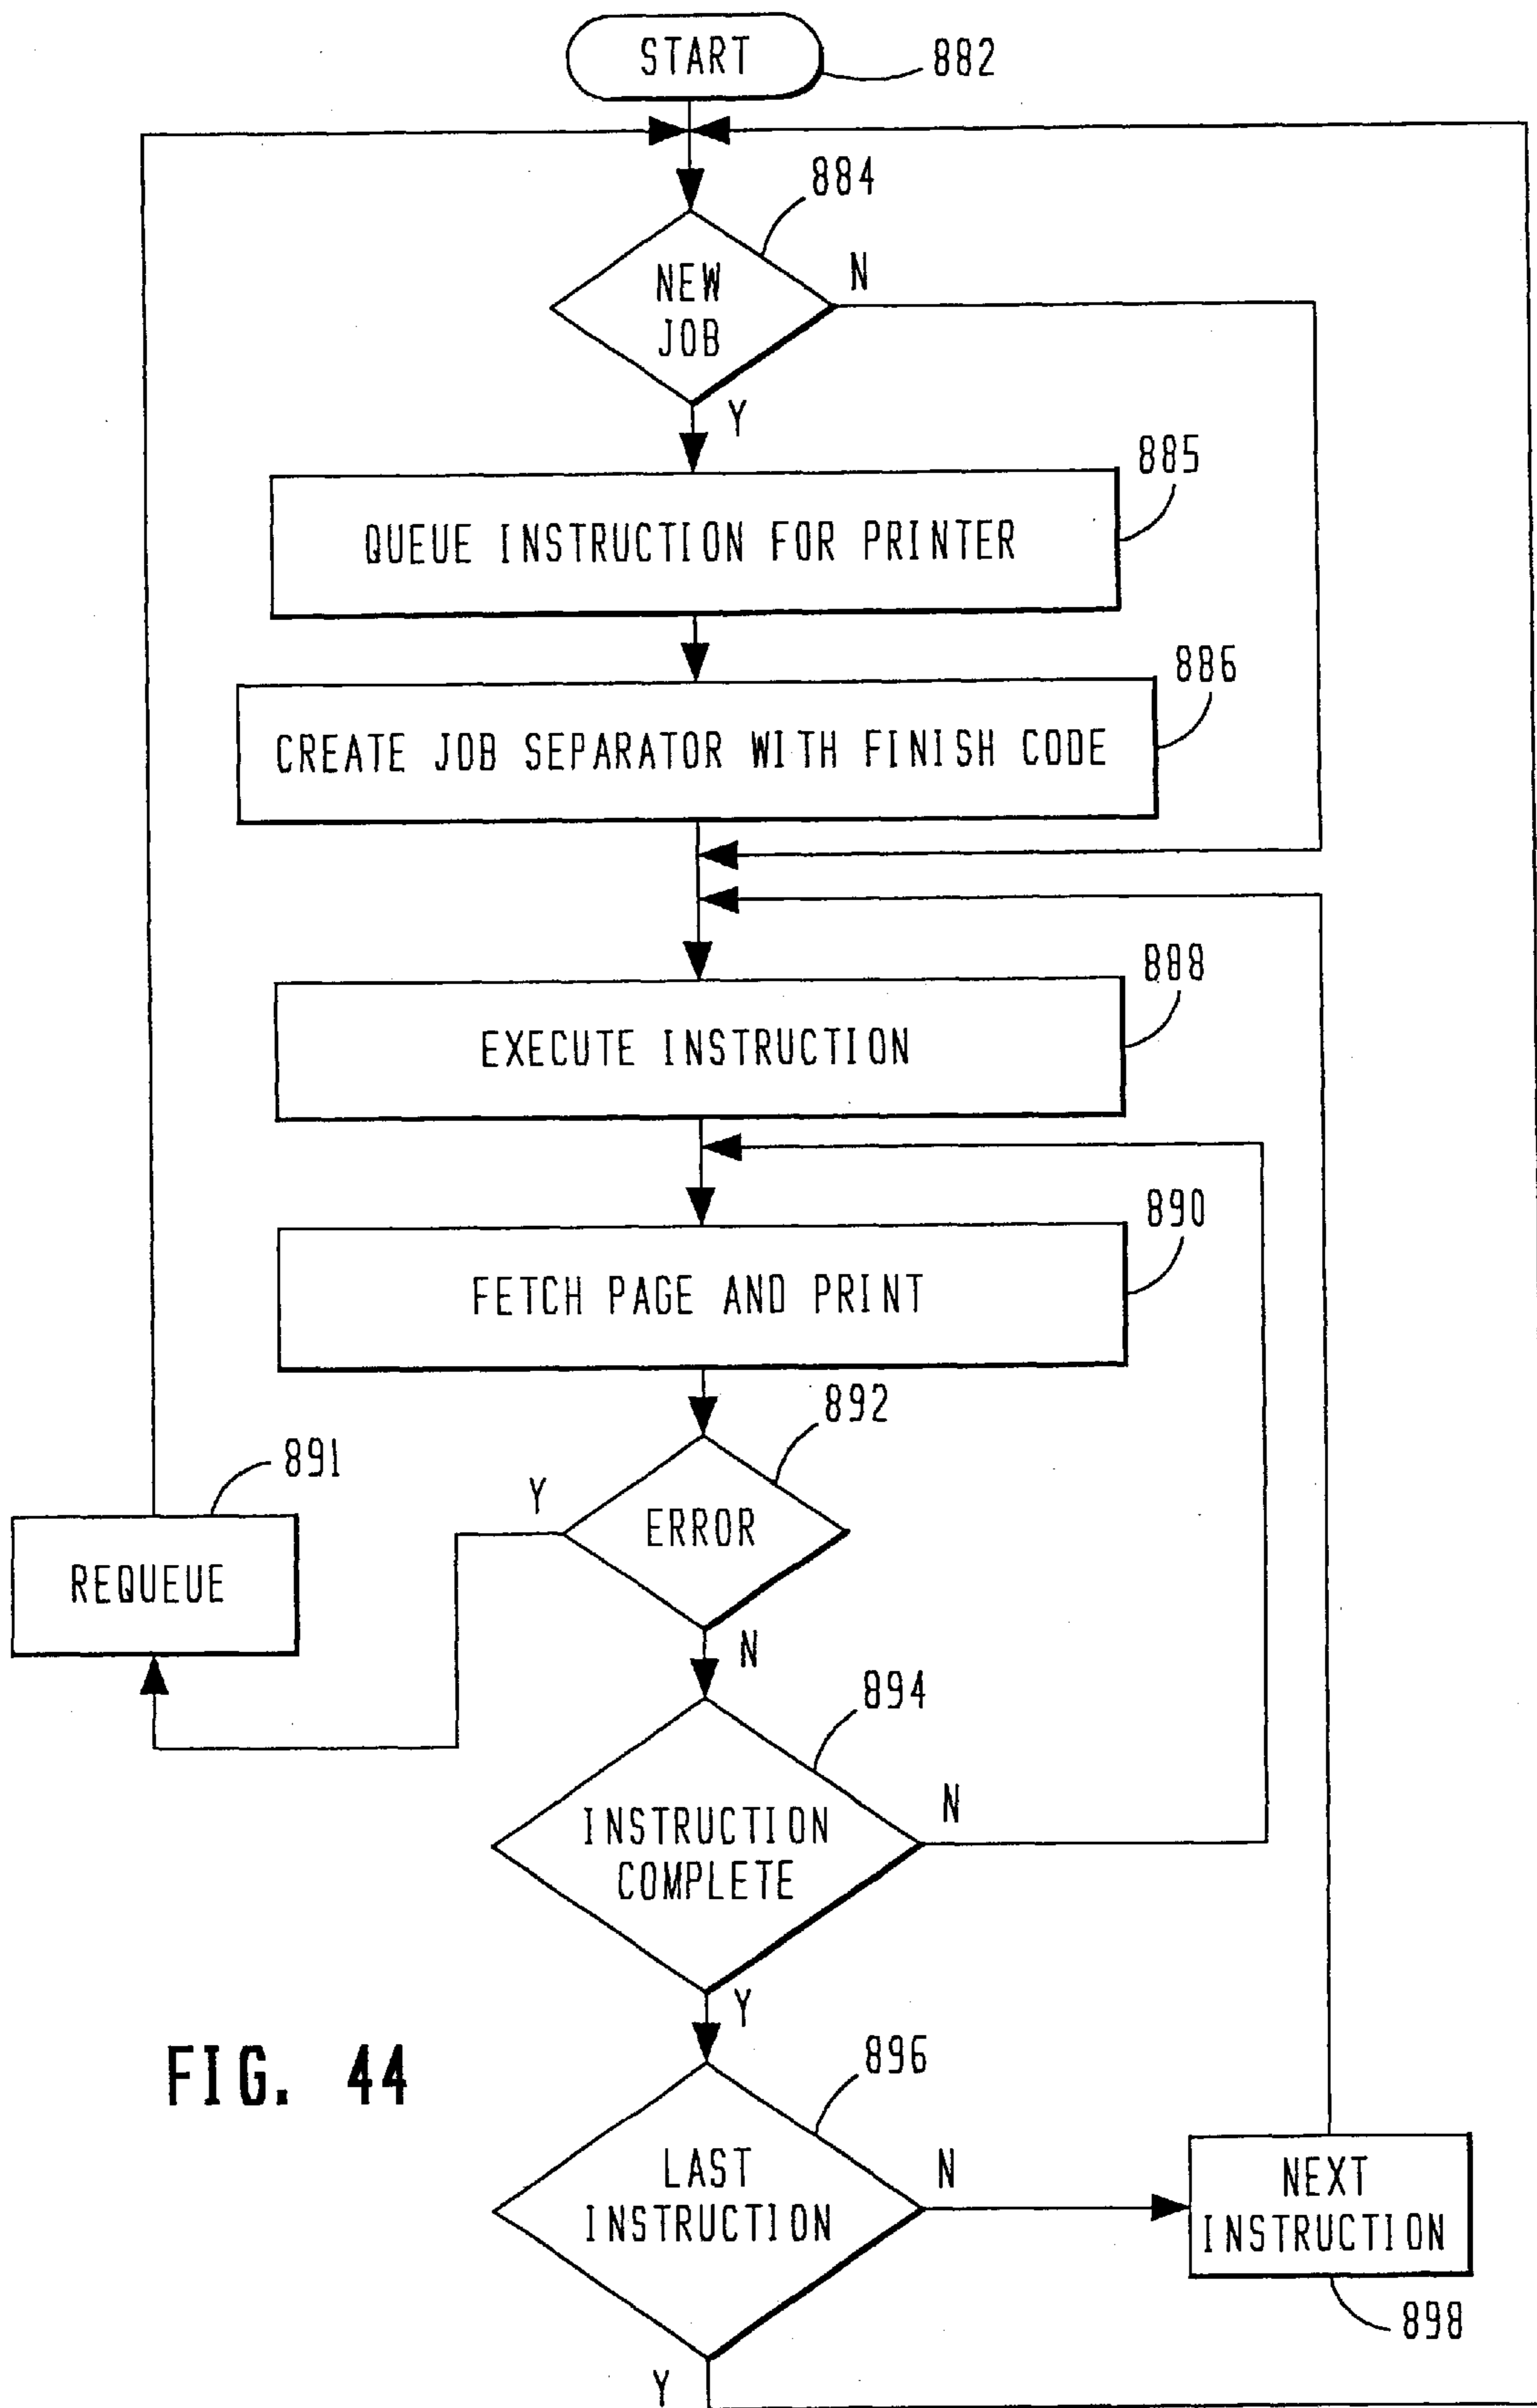 START
882
884
NEW
JOB
N
Y
885
QUEUE INSTRUCTION FOR PRINTER
886
CREATE JOB SEPARATOR WITH FINISH CODE
888
EXECUTE INSTRUCTION
890
FETCH PAGE AND PRINT
892
891
Y
ERROR
REQUEUE
N
894
N
INSTRUCTION
COMPLETE
Y
896
FIG. 44
LAST
INSTRUCTION
N
NEXT
INSTRUCTION
898
Y